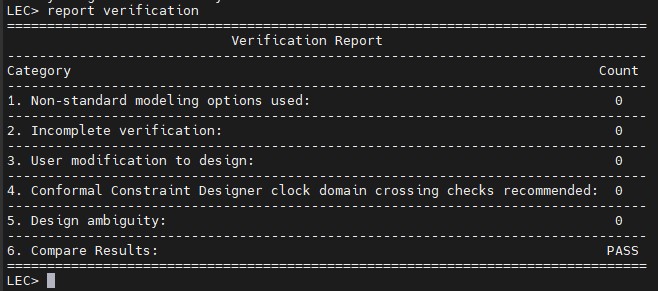 LEC> report verification
================================================================================
Verification Report
--------------------------------------------------------------------------------
Category Count
--------------------------------------------------------------------------------
1. Non-standard modeling options used: 0
--------------------------------------------------------------------------------
2. Incomplete verification: 0
--------------------------------------------------------------------------------
3. User modification to design: 0
--------------------------------------------------------------------------------
4. Conformal Constraint Designer clock domain crossing checks recommended: 0
--------------------------------------------------------------------------------
5. Design ambiguity: 0
--------------------------------------------------------------------------------
6. Compare Results: PASS
================================================================================
LEC>